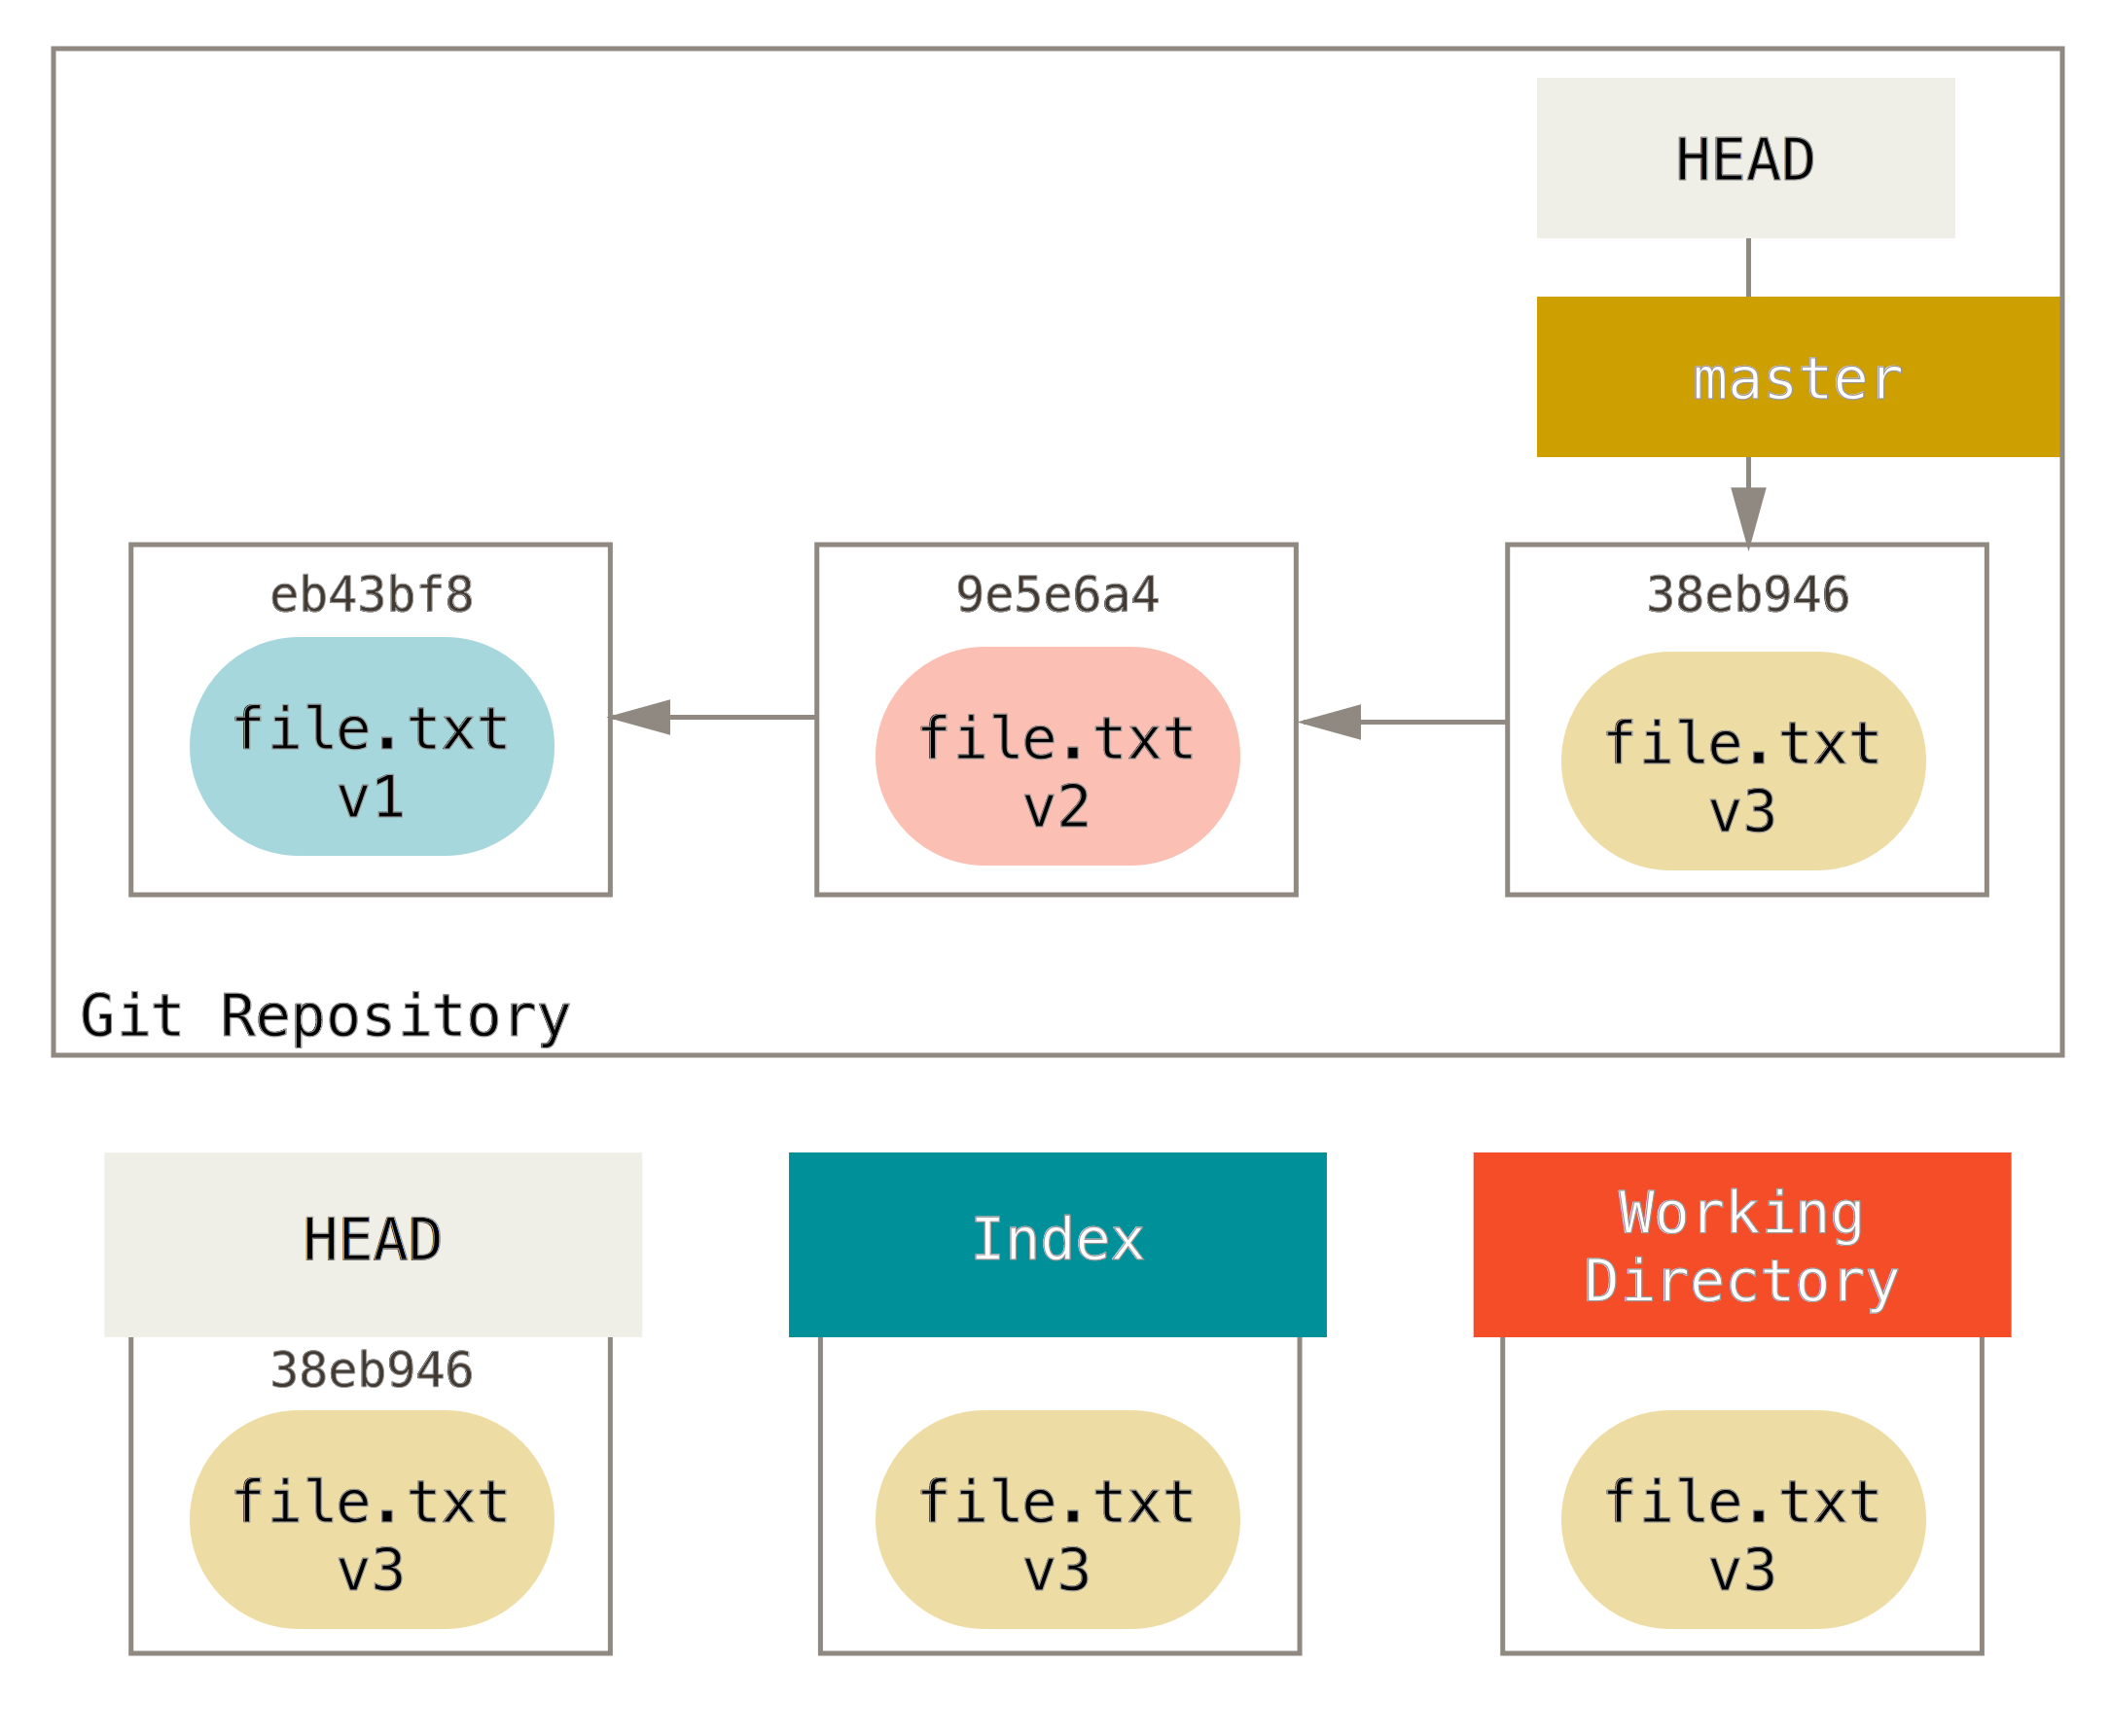 HEAD
master
eb43bf8
file.txt
v1
9e5e6a4
file.txt
v2
38eb946
file.txt
v3
Git Repository
HEAD
38eb946
file.txt
v3
Index
file.txt
v3
Working
Directory
file.txt
v3